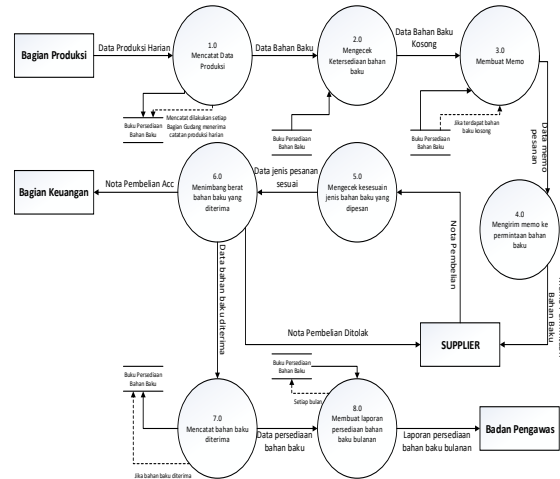 Bagian Produksi
Data Produksi Harian
1.0
Mencatat Data
Produksi
Data Bahan Baku
2.0
Mengecek
Ketersediaan bahan
baku
Data Bahan Baku
Kosong
3.0
Membuat Memo
Buku Persediaan
Bahan Baku
Mencatat dilakukan setiap
Bagian Gudang menerima
catatan produksi harian
Buku Persediaan
Bahan Baku
Buku Persediaan
Bahan Baku
Jika terdapat bahan
baku kosong
Data memo
pesanan
Bagian Keuangan
Nota Pembelian Acc
6.0
Menimbang berat
bahan baku yang
diterima
Data jenis pesanan
sesuai
5.0
Mengecek kesesuain
jenis bahan baku yang
dipesan
4.0
Mengirim memo ke
permintaan bahan
baku
Data bahan baku
diterima
Nota Pembelian
Bahan Baku
Nota Pembelian Ditolak
SUPPLIER
Buku Persediaan
Bahan Baku
Buku Persediaan
Bahan Baku
Setiap bulan
7.0
Mencatat bahan baku
diterima
Data persediaan
bahan baku
8.0
Membuat laporan
persediaan bahan
baku bulanan
Laporan persediaan
bahan baku bulanan
Badan Pengawas
Jika bahan baku diterima